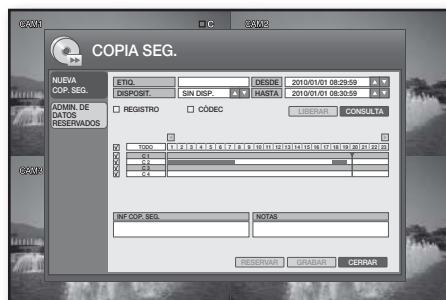 CAM1
C
CAM2
COPIA SEG.
NUEVA
COP. SEG.
ADMIN. DE
DATOS
RESERVADOS
ETIQ.
DESDE 2010/01/01 08:29:59
DISPOSIT. SIN DISP.
HASTA 2010/01/01 08:30:59
REGISTRO
CÓDEC
LIBERAR
CONSULTA
TODO 1 2 3 4 5 6 7 8 9 10 11 12 13 14 15 16 17 18 19 20 21 22 23
C 1
C 2
C 3
C 4
CAM3
INF COP. SEG.
NOTAS
RESERVAR
GRABAR
CERRAR